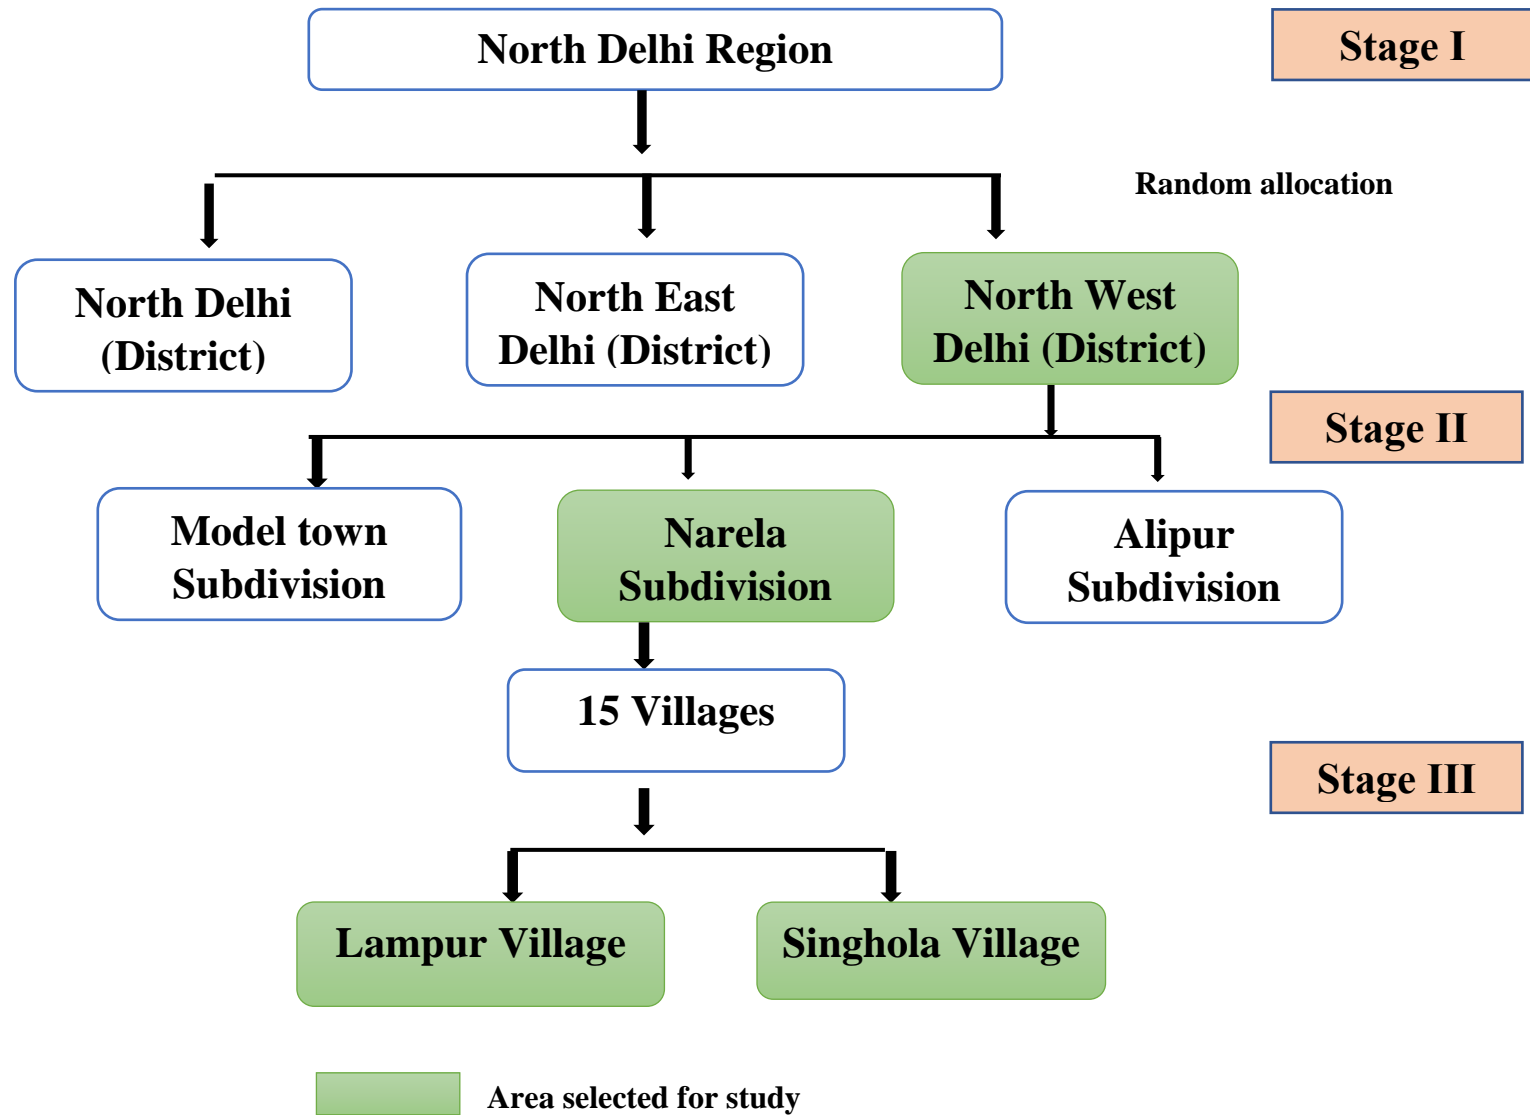 North Delhi Region
Stage I
Random allocation
North Delhi
(District)
North East
Delhi (District)
North West
Delhi (District)
Stage II
Model town
Subdivision
Narela
Subdivision
Alipur
Subdivision
15 Villages
Stage III
Lampur Village
Singhola Village
Area selected for study